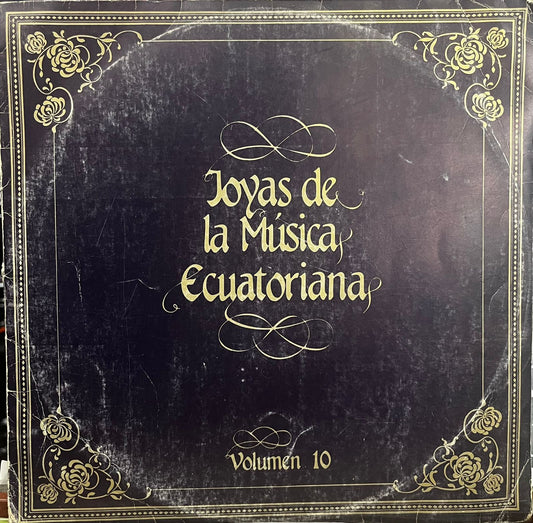 Joyas de
la Música
Ecuatoriana
Volumen 10